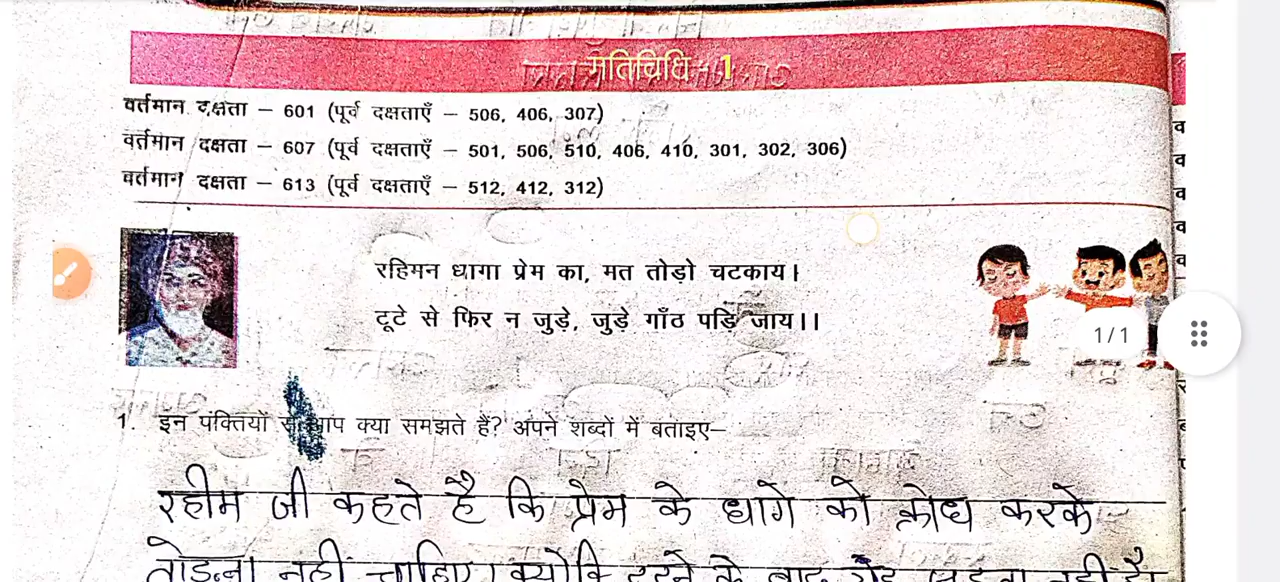 गतिविधि - 1
वर्तमान दक्षता – 601 (पूर्व दक्षताएँ – 506, 406, 307)
वर्तमान दक्षता – 607 (पूर्व दक्षताएँ – 501, 506, 510, 406, 410, 301, 302, 306)
वर्तमान दक्षता – 613 (पूर्व दक्षताएँ – 512, 412, 312)
रहिमन धागा प्रेम का, मत तोड़ो चटकाय।
टूटे से फिर न जुड़े, जुड़े गाँठ पड़ि जाय।।
1/1
1. इन पंक्तियों से आप क्या समझते हैं? अपने शब्दों में बताइए–
रहीम जी कहते है कि प्रेम के धागे को क्रोध करके
तोड़ना नहीं चाहिए। क्योकि टूटने के बाद